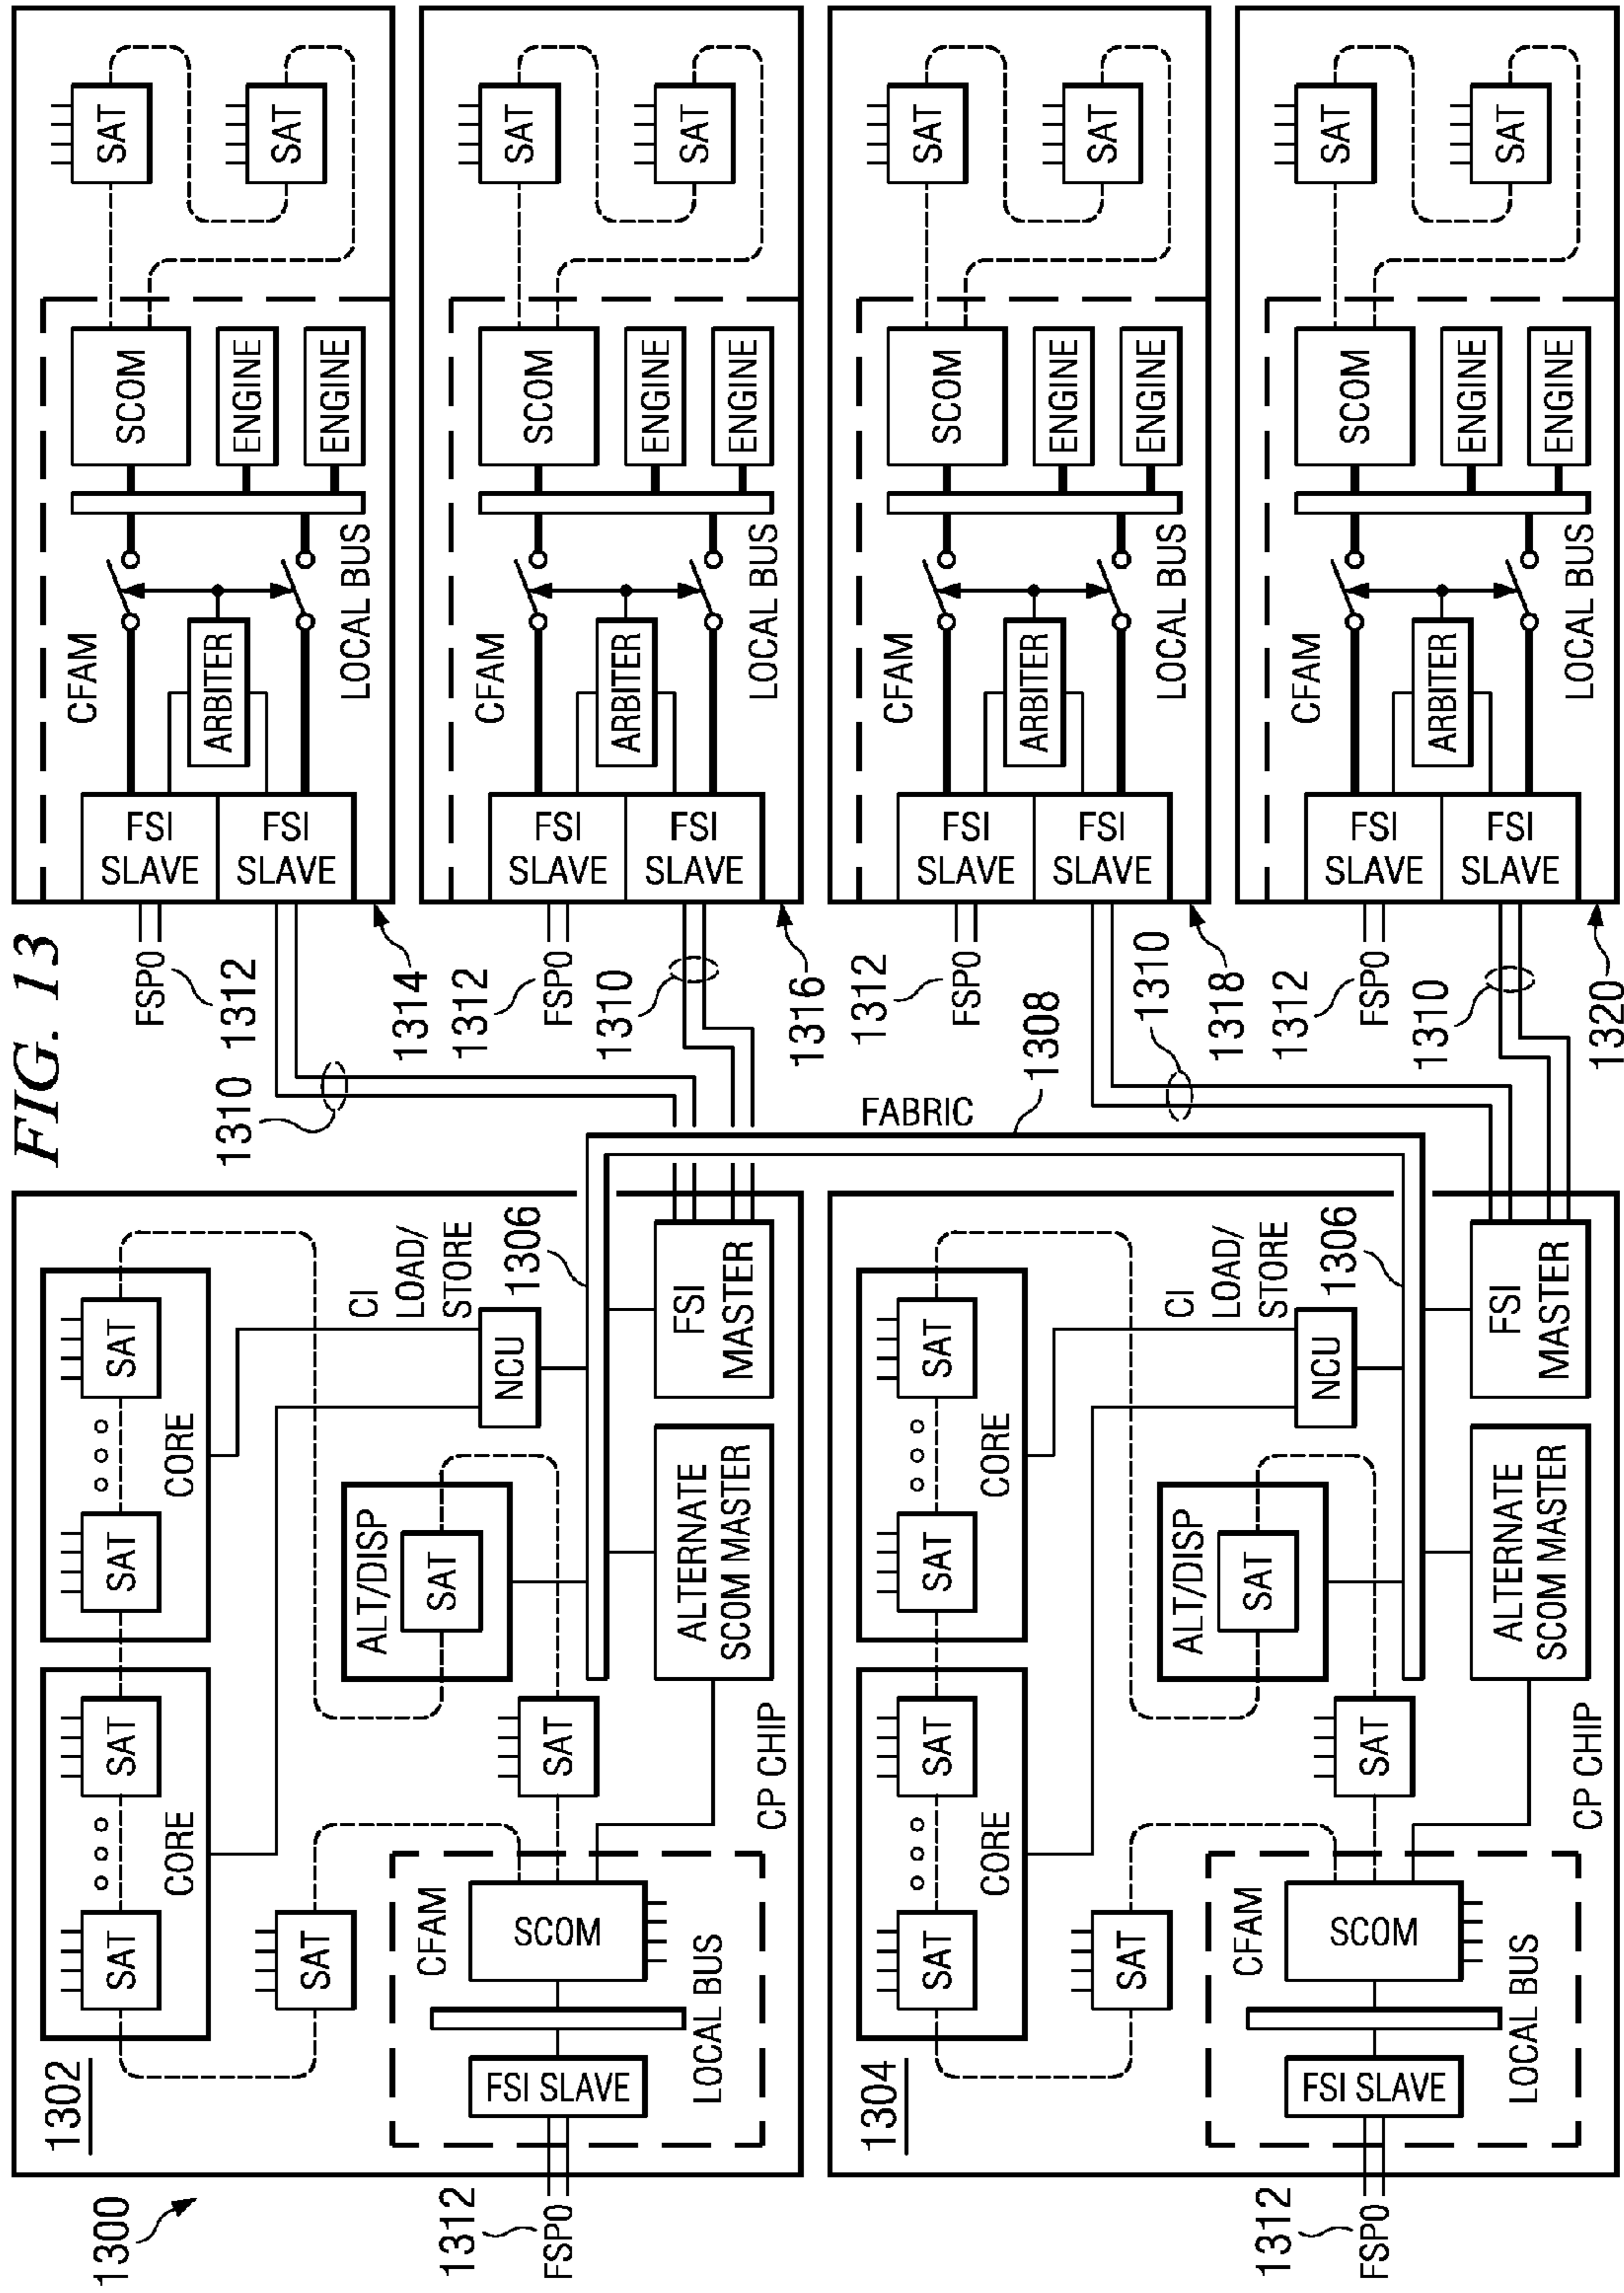 FIG. 13
1300
1302
SAT
SAT
CORE
SAT
SAT
CORE
SAT
ALT/DISP
SAT
CI
LOAD/
STORE
NCU
1306
CFAM
SCOM
FSI SLAVE
LOCAL BUS
SAT
ALTERNATE
SCOM MASTER
FSI
MASTER
CP CHIP
1312
FSP0
1304
SAT
SAT
CORE
SAT
SAT
CORE
SAT
ALT/DISP
SAT
CI
LOAD/
STORE
NCU
1306
CFAM
SCOM
FSI SLAVE
LOCAL BUS
SAT
ALTERNATE
SCOM MASTER
FSI
MASTER
CP CHIP
1312
FSP0
FABRIC
1308
FSP0
1312
1310
1314
FSI
SLAVE
FSI
SLAVE
CFAM
ARBITER
LOCAL BUS
SCOM
ENGINE
ENGINE
SAT
SAT
1312
FSP0
1310
1316
FSI
SLAVE
FSI
SLAVE
CFAM
ARBITER
LOCAL BUS
SCOM
ENGINE
ENGINE
SAT
SAT
1312
FSP0
1310
1318
FSI
SLAVE
FSI
SLAVE
CFAM
ARBITER
LOCAL BUS
SCOM
ENGINE
ENGINE
SAT
SAT
1312
FSP0
1310
1320
FSI
SLAVE
FSI
SLAVE
CFAM
ARBITER
LOCAL BUS
SCOM
ENGINE
ENGINE
SAT
SAT